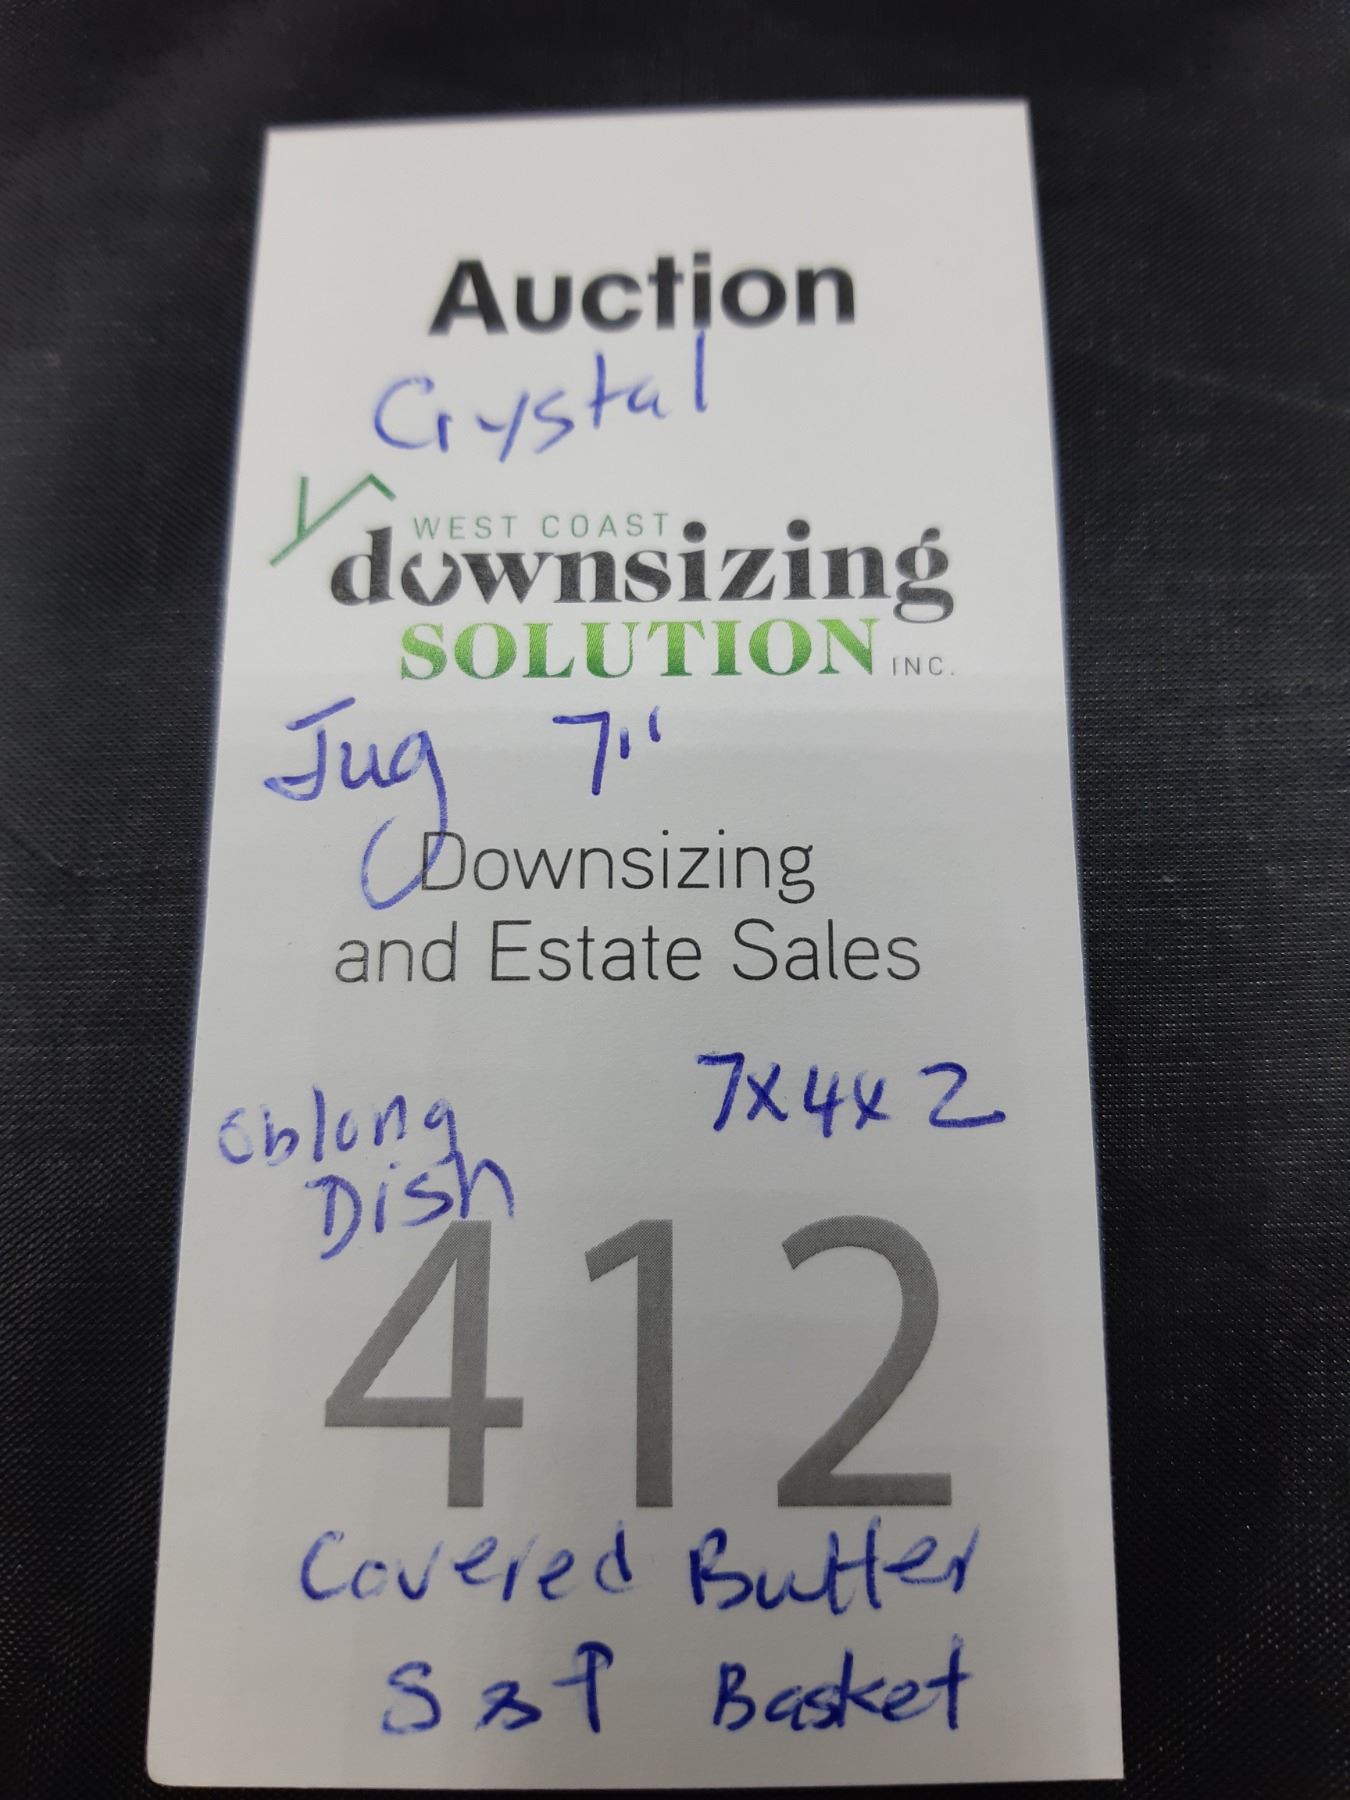 Auction
Crystal
WEST COAST
downsizing
SOLUTION INC.
Jug 7"
Downsizing
and Estate Sales
Oblong 7x4x2
Dish
412
Covered Butter
S & P Basket